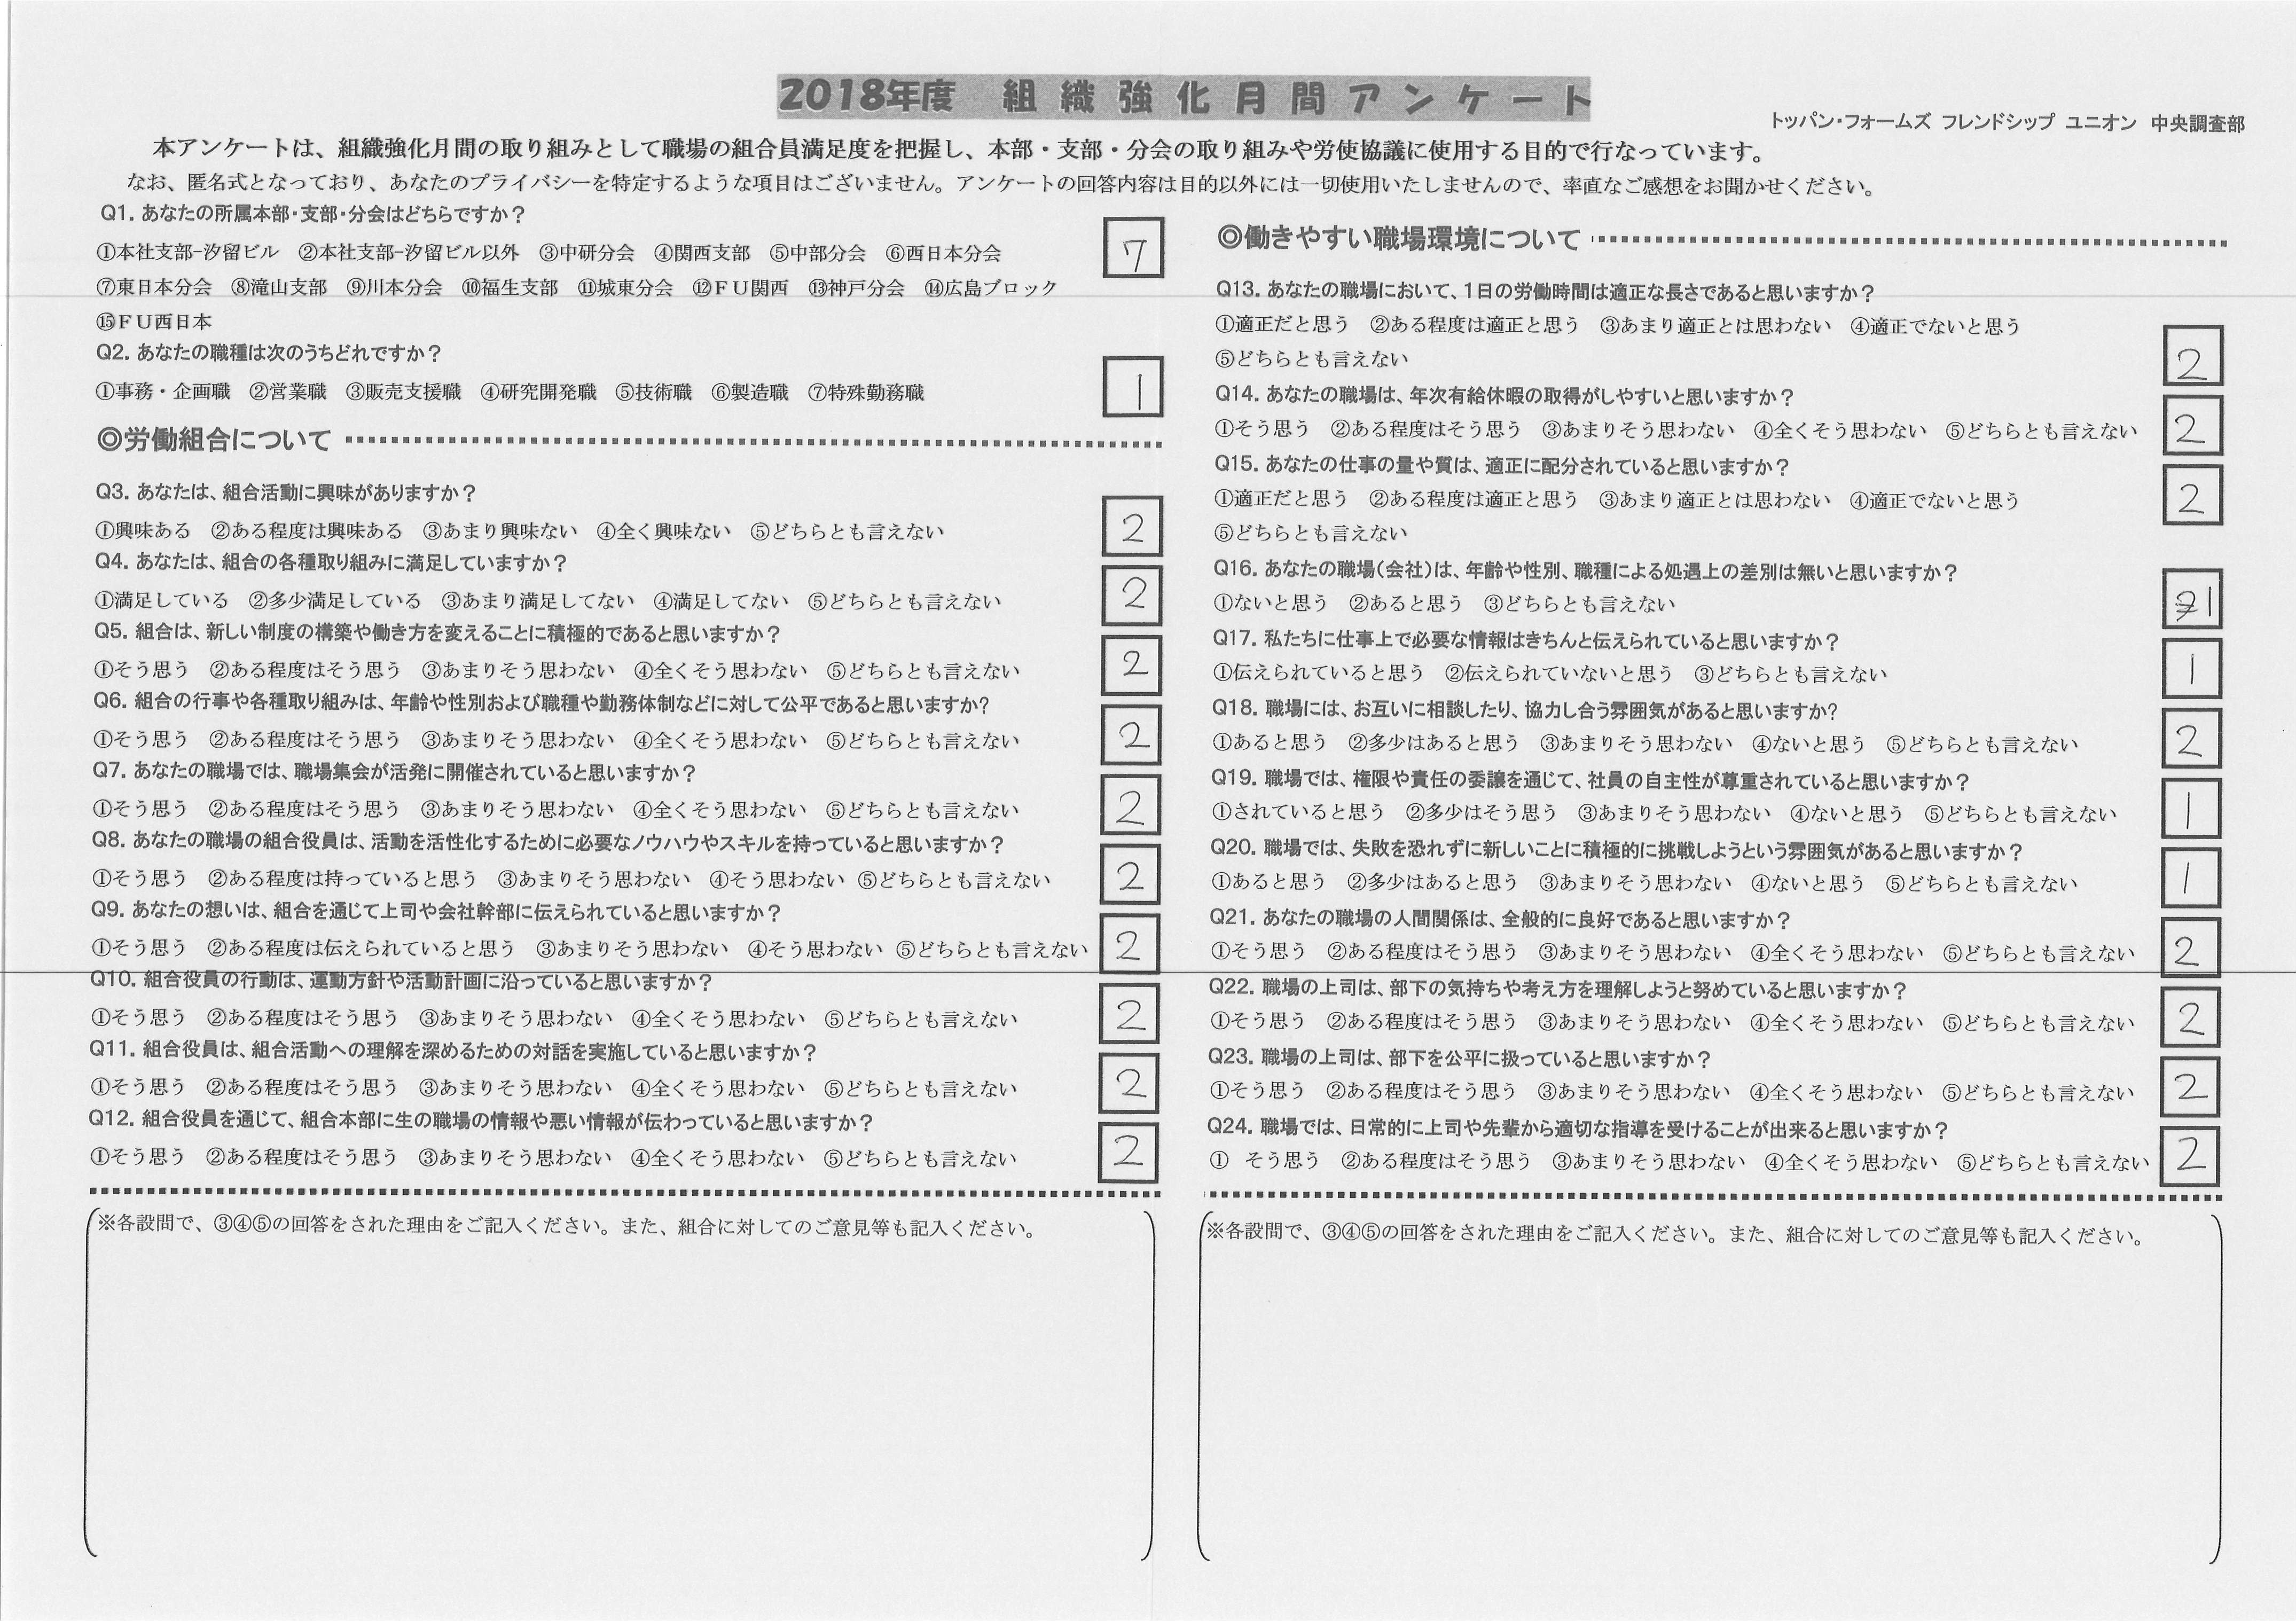 2018年度　組織強化月間アンケート
トッパン・フォームズ フレンドシップ ユニオン 中央調査部
本アンケートは、組織強化月間の取り組みとして職場の組合員満足度を把握し、本部・支部・分会の取り組みや労使協議に使用する目的で行なっています。
なお、匿名式となっており、あなたのプライバシーを特定するような項目はございません。アンケートの回答内容は目的以外には一切使用いたしませんので、率直なご感想をお聞かせください。
Q1. あなたの所属本部・支部・分会はどちらですか？
①本社支部-汐留ビル　②本社支部-汐留ビル以外　③中研分会　④関西支部　⑤中部分会　⑥西日本分会
7
⑦東日本分会　⑧滝山支部　⑨川本分会　⑩福生支部　⑪城東分会　⑫ＦＵ関西　⑬神戸分会　⑭広島ブロック
⑮ＦＵ西日本
Q2. あなたの職種は次のうちどれですか？
①事務・企画職　②営業職　③販売支援職　④研究開発職　⑤技術職　⑥製造職　⑦特殊勤務職
1
◎労働組合について
Q3. あなたは、組合活動に興味がありますか？
①興味ある　②ある程度は興味ある　③あまり興味ない　④全く興味ない　⑤どちらとも言えない
2
Q4. あなたは、組合の各種取り組みに満足していますか？
①満足している　②多少満足している　③あまり満足してない　④満足してない　⑤どちらとも言えない
2
Q5. 組合は、新しい制度の構築や働き方を変えることに積極的であると思いますか？
①そう思う　②ある程度はそう思う　③あまりそう思わない　④全くそう思わない　⑤どちらとも言えない
2
Q6. 組合の行事や各種取り組みは、年齢や性別および職種や勤務体制などに対して公平であると思いますか？
①そう思う　②ある程度はそう思う　③あまりそう思わない　④全くそう思わない　⑤どちらとも言えない
2
Q7. あなたの職場では、職場集会が活発に開催されていると思いますか？
①そう思う　②ある程度はそう思う　③あまりそう思わない　④全くそう思わない　⑤どちらとも言えない
2
Q8. あなたの職場の組合役員は、活動を活性化するために必要なノウハウやスキルを持っていると思いますか？
①そう思う　②ある程度は持っていると思う　③あまりそう思わない　④そう思わない　⑤どちらとも言えない
2
Q9. あなたの想いは、組合を通じて上司や会社幹部に伝えられていると思いますか？
①そう思う　②ある程度は伝えられていると思う　③あまりそう思わない　④そう思わない　⑤どちらとも言えない
2
Q10. 組合役員の行動は、運動方針や活動計画に沿っていると思いますか？
①そう思う　②ある程度はそう思う　③あまりそう思わない　④全くそう思わない　⑤どちらとも言えない
2
Q11. 組合役員は、組合活動への理解を深めるための対話を実施していると思いますか？
①そう思う　②ある程度はそう思う　③あまりそう思わない　④全くそう思わない　⑤どちらとも言えない
2
Q12. 組合役員を通じて、組合本部に生の職場の情報や悪い情報が伝わっていると思いますか？
①そう思う　②ある程度はそう思う　③あまりそう思わない　④全くそう思わない　⑤どちらとも言えない
2
※各設問で、③④⑤の回答をされた理由をご記入ください。また、組合に対してのご意見等も記入ください。
◎働きやすい職場環境について
Q13. あなたの職場において、1日の労働時間は適正な長さであると思いますか？
①適正だと思う　②ある程度は適正と思う　③あまり適正とは思わない　④適正でないと思う
⑤どちらとも言えない
2
Q14. あなたの職場は、年次有給休暇の取得がしやすいと思いますか？
①そう思う　②ある程度はそう思う　③あまりそう思わない　④全くそう思わない　⑤どちらとも言えない
2
Q15. あなたの仕事の量や質は、適正に配分されていると思いますか？
①適正だと思う　②ある程度は適正と思う　③あまり適正とは思わない　④適正でないと思う
2
⑤どちらとも言えない
Q16. あなたの職場（会社）は、年齢や性別、職種による処遇上の差別は無いと思いますか？
①ないと思う　②あると思う　③どちらとも言えない
1
Q17. 私たちに仕事上で必要な情報はきちんと伝えられていると思いますか？
①伝えられていると思う　②伝えられていないと思う　③どちらとも言えない
1
Q18. 職場には、お互いに相談したり、協力し合う雰囲気があると思いますか？
①あると思う　②多少はあると思う　③あまりそう思わない　④ないと思う　⑤どちらとも言えない
2
Q19. 職場では、権限や責任の委譲を通じて、社員の自主性が尊重されていると思いますか？
①されていると思う　②多少はそう思う　③あまりそう思わない　④ないと思う　⑤どちらとも言えない
1
Q20. 職場では、失敗を恐れずに新しいことに積極的に挑戦しようという雰囲気があると思いますか？
①あると思う　②多少はあると思う　③あまりそう思わない　④ないと思う　⑤どちらとも言えない
1
Q21. あなたの職場の人間関係は、全般的に良好であると思いますか？
①そう思う　②ある程度はそう思う　③あまりそう思わない　④全くそう思わない　⑤どちらとも言えない
2
Q22. 職場の上司は、部下の気持ちや考え方を理解しようと努めていると思いますか？
①そう思う　②ある程度はそう思う　③あまりそう思わない　④全くそう思わない　⑤どちらとも言えない
2
Q23. 職場の上司は、部下を公平に扱っていると思いますか？
①そう思う　②ある程度はそう思う　③あまりそう思わない　④全くそう思わない　⑤どちらとも言えない
2
Q24. 職場では、日常的に上司や先輩から適切な指導を受けることが出来ると思いますか？
①　そう思う　②ある程度はそう思う　③あまりそう思わない　④全くそう思わない　⑤どちらとも言えない
2
※各設問で、③④⑤の回答をされた理由をご記入ください。また、組合に対してのご意見等も記入ください。